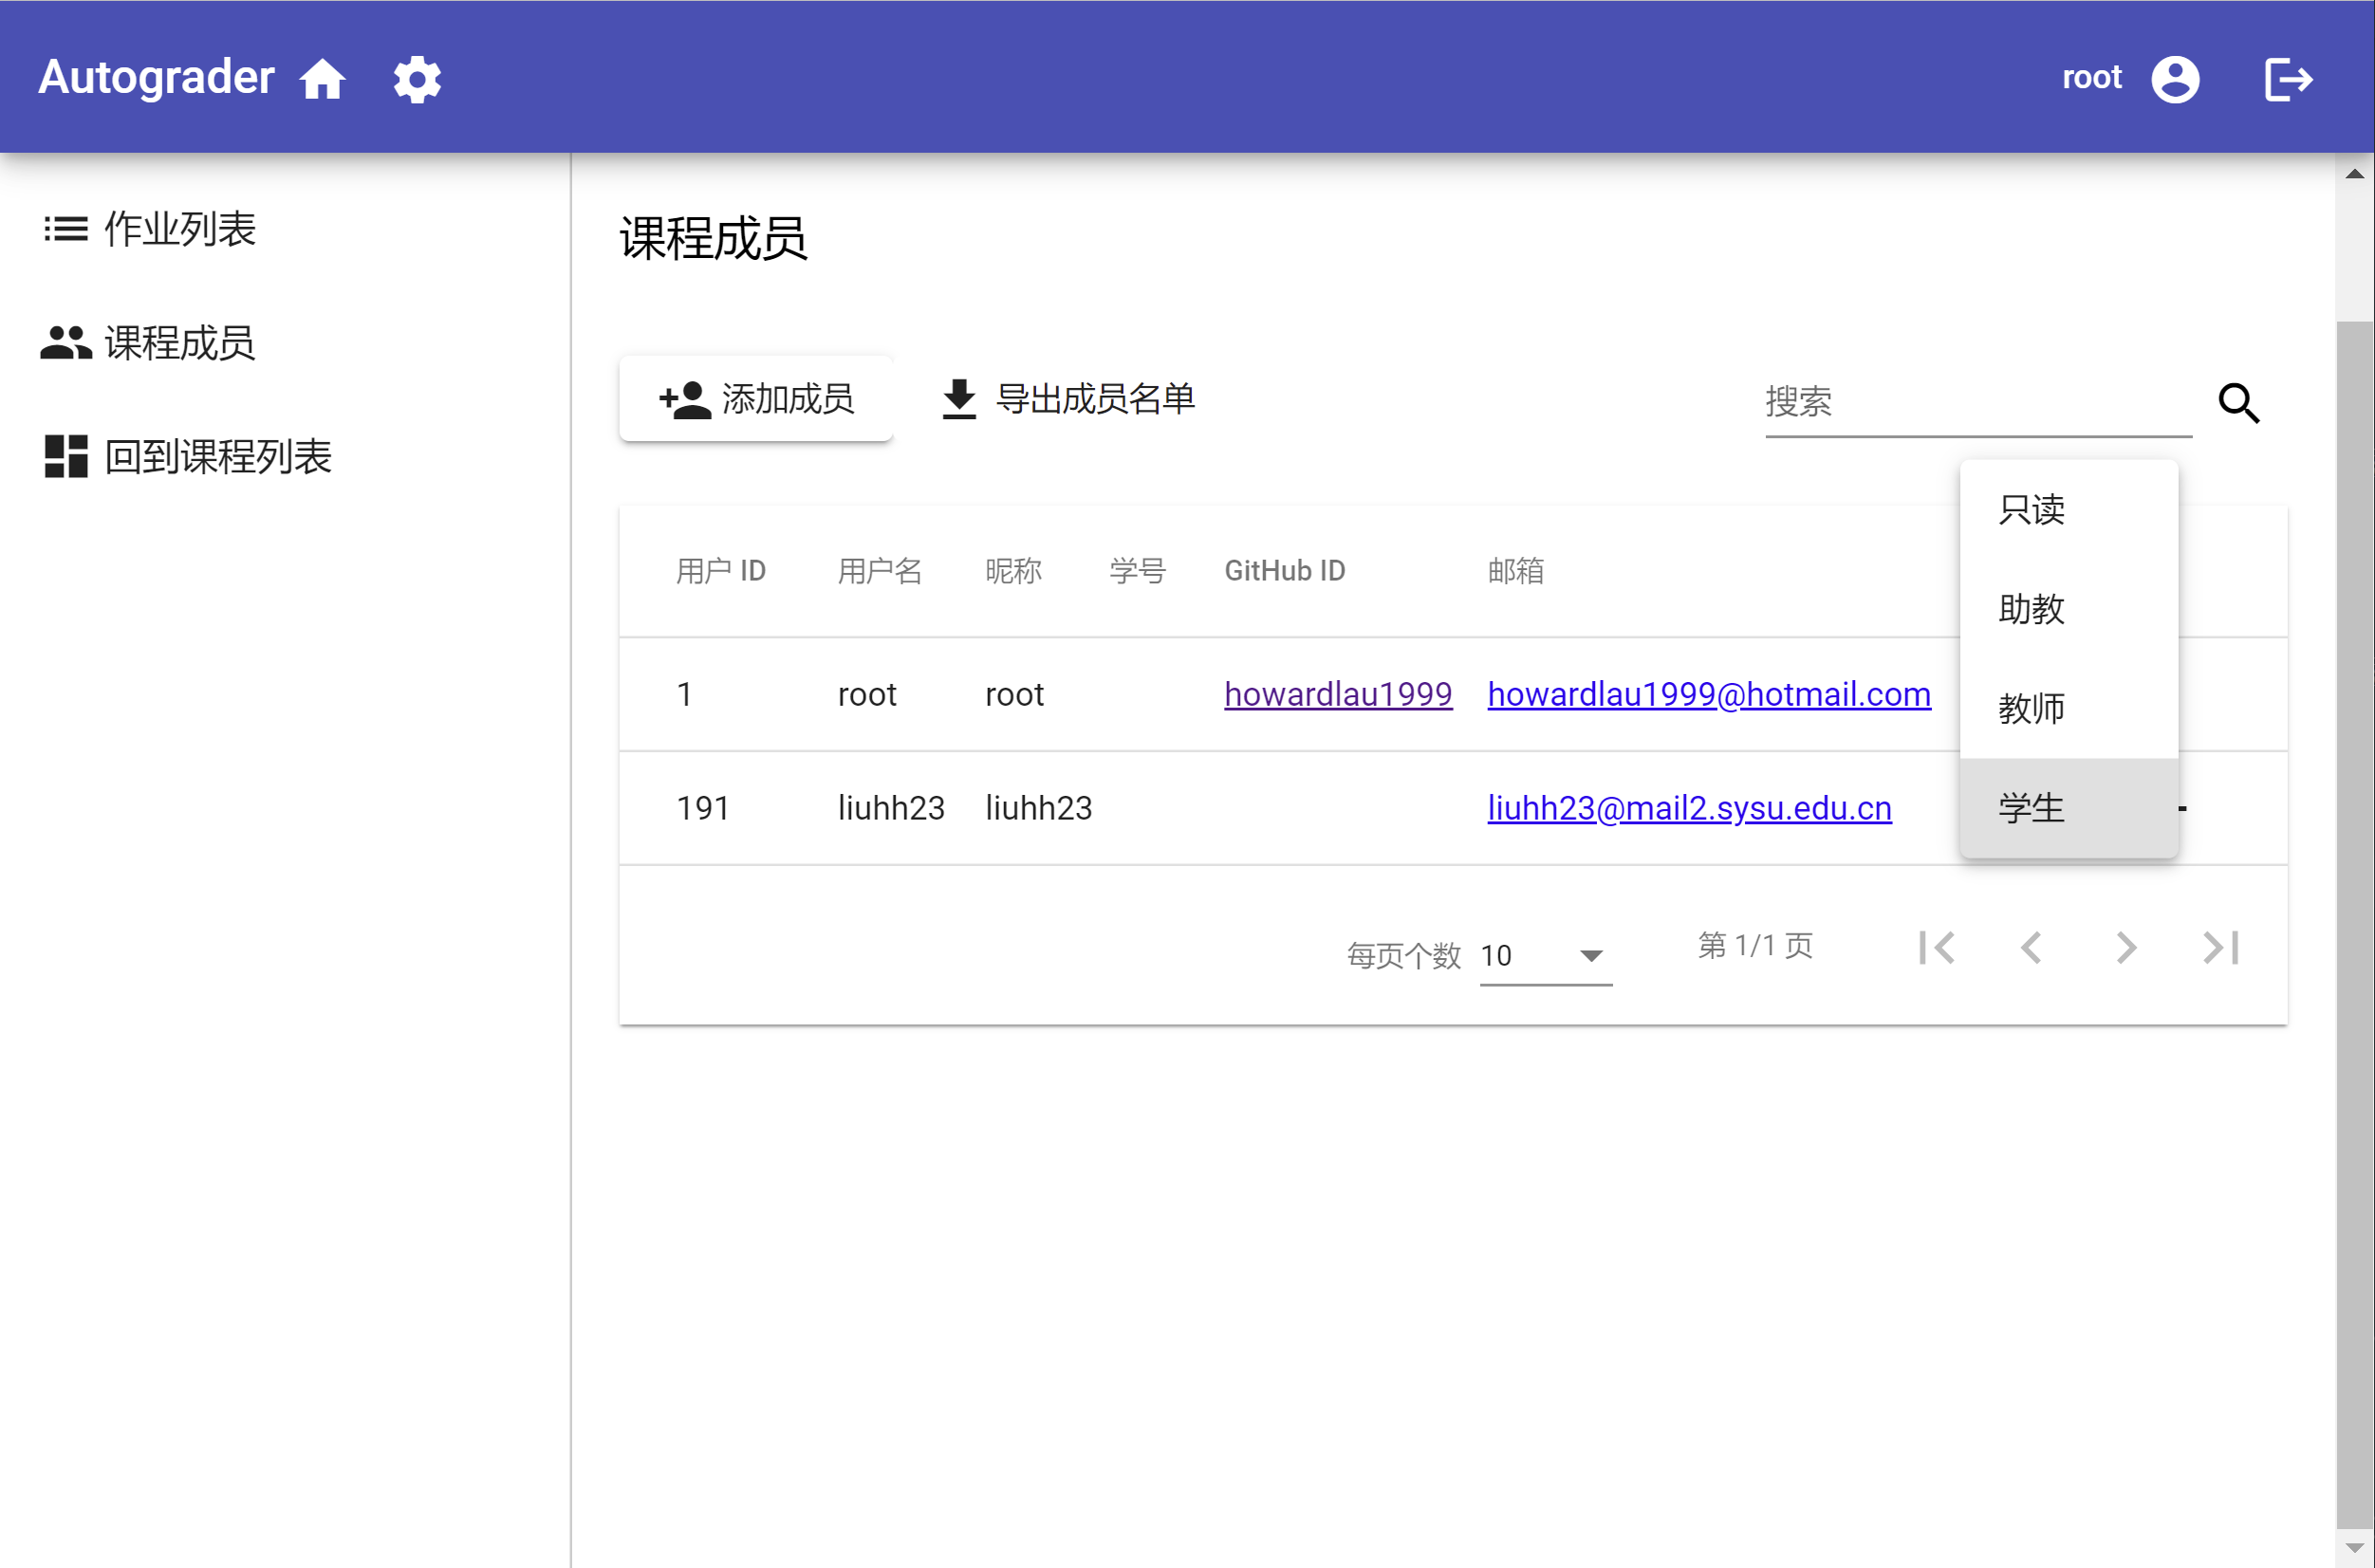 Autograder
root
作业列表
课程成员
回到课程列表
课程成员
添加成员
导出成员名单
搜索
只读
助教
教师
学生
用户 ID 用户名 昵称 学号 GitHub ID 邮箱
1 root root howardlau1999 howardlau1999@hotmail.com
191 liuhh23 liuhh23 liuhh23@mail2.sysu.edu.cn
每页个数 10 第 1/1 页